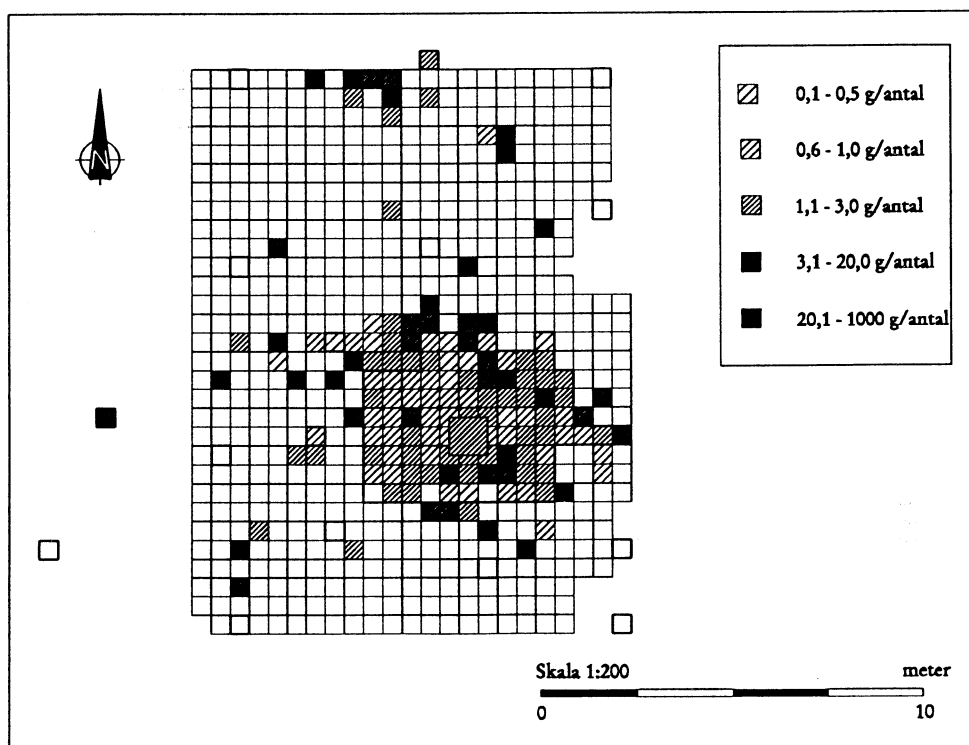 N
0,1 - 0,5 g/antal
0,6 - 1,0 g/antal
1,1 - 3,0 g/antal
3,1 - 20,0 g/antal
20,1 - 1000 g/antal
Skala 1:200 meter
0 10